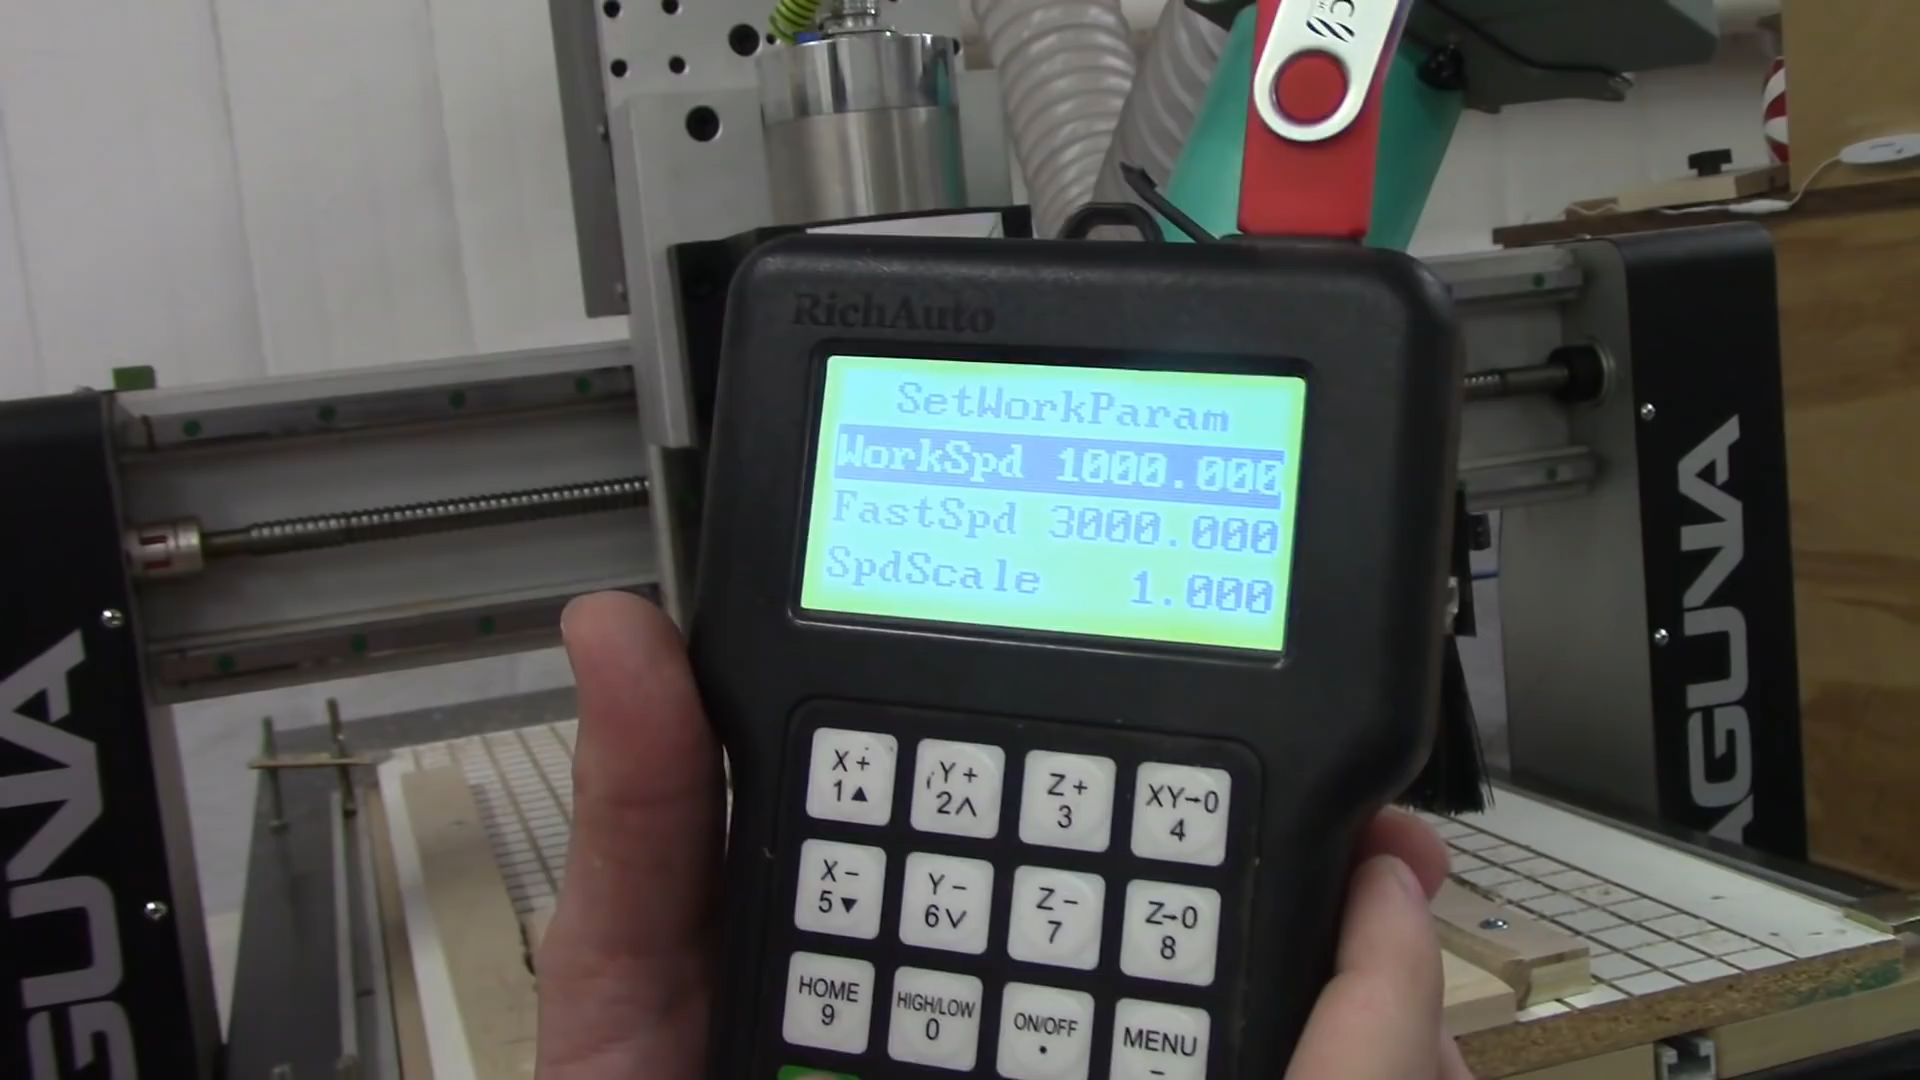 RichAuto
SetWorkParam
WorkSpd 1000.000
FastSpd 3000.000
SpdScale 1.000
X+
1▲
Y+
2∧
Z+
3
XY→0
4
X-
5▼
Y-
6∨
Z-
7
Z→0
8
HOME
9
HIGH/LOW
0
ON/OFF
•
MENU
-
LAGUNA